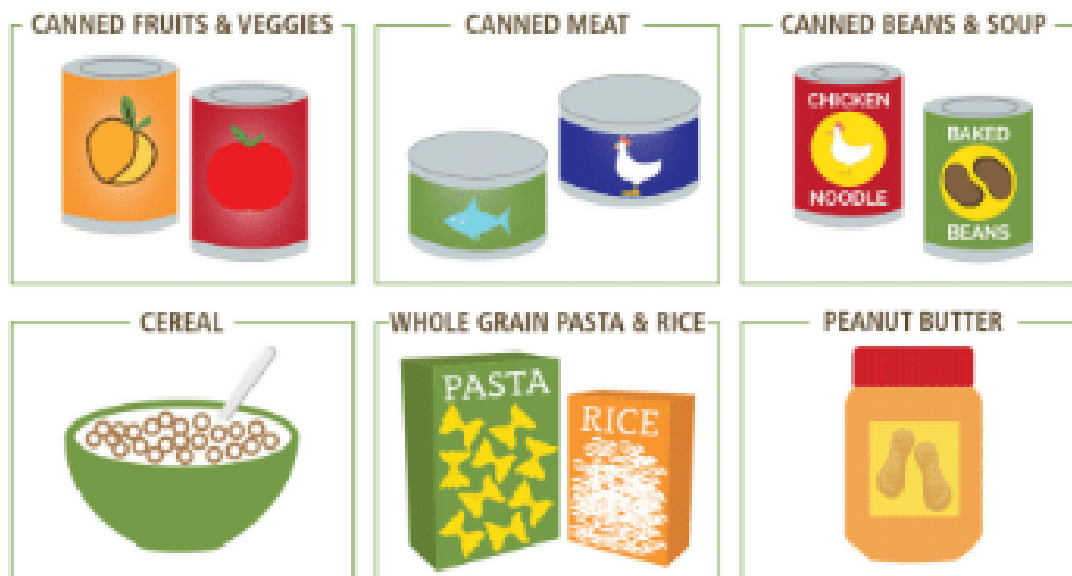 CANNED FRUITS & VEGGIES
CANNED MEAT
CANNED BEANS & SOUP
CHICKEN
NOODLE
BAKED
BEANS
CEREAL
WHOLE GRAIN PASTA & RICE
PEANUT BUTTER
PASTA
RICE